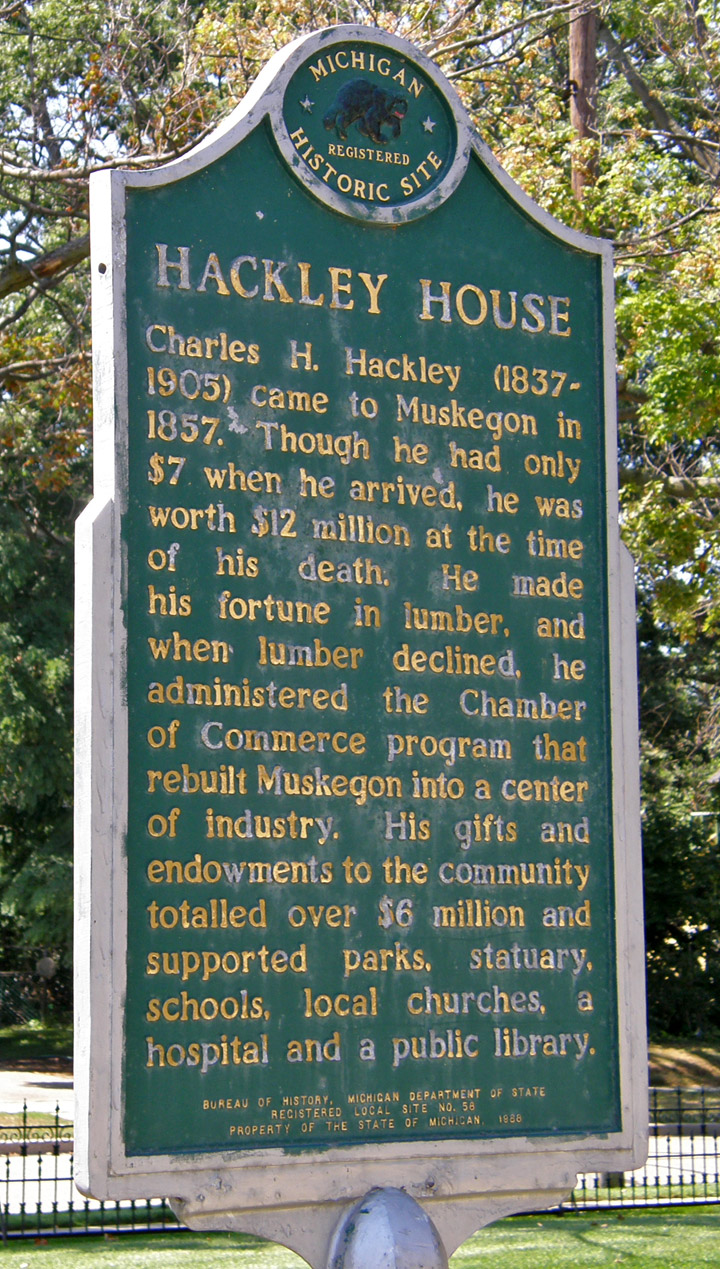 MICHIGAN
REGISTERED
HISTORIC SITE
HACKLEY HOUSE
Charles H. Hackley (1837-
1905) came to Muskegon in
1857. Though he had only
$7 when he arrived, he was
worth $12 million at the time
of his death. He made
his fortune in lumber, and
when lumber declined, he
administered the Chamber
of Commerce program that
rebuilt Muskegon into a center
of industry. His gifts and
endowments to the community
totalled over $6 million and
supported parks, statuary,
schools, local churches, a
hospital and a public library.
BUREAU OF HISTORY, MICHIGAN DEPARTMENT OF STATE
REGISTERED LOCAL SITE NO. 58
PROPERTY OF THE STATE OF MICHIGAN, 1988